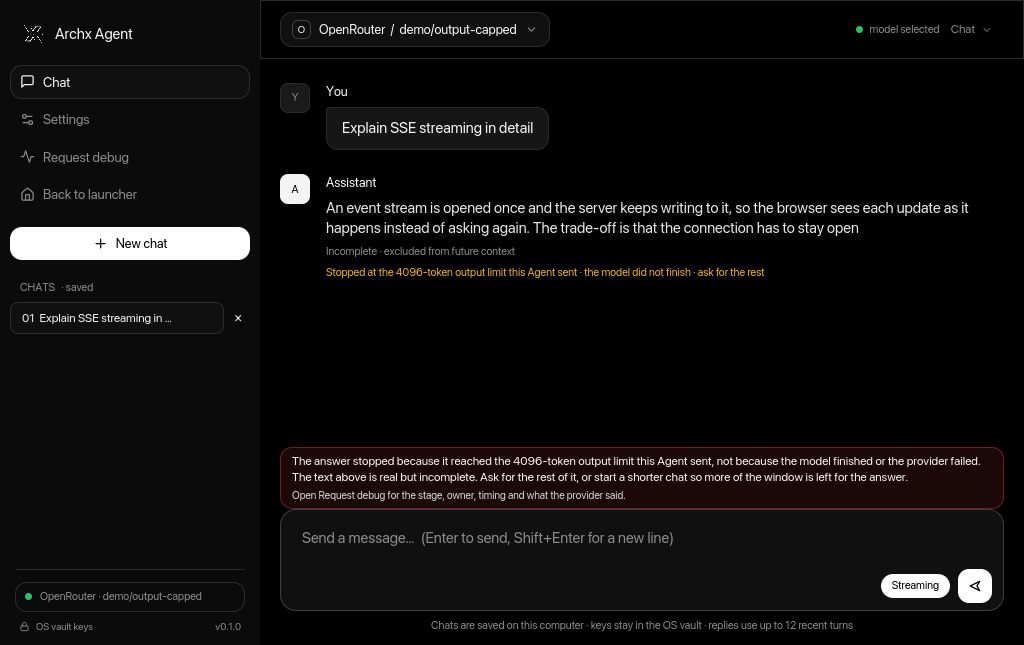 Archx Agent
Chat
Settings
Request debug
Back to launcher
New chat
CHATS · saved
01 Explain SSE streaming in ... ×
OpenRouter · demo/output-capped
OS vault keys v0.1.0
O OpenRouter / demo/output-capped
model selected Chat
Y You
Explain SSE streaming in detail
A Assistant
An event stream is opened once and the server keeps writing to it, so the browser sees each update as it
happens instead of asking again. The trade-off is that the connection has to stay open
Incomplete · excluded from future context
Stopped at the 4096-token output limit this Agent sent · the model did not finish · ask for the rest
The answer stopped because it reached the 4096-token output limit this Agent sent, not because the model finished or the provider failed.
The text above is real but incomplete. Ask for the rest of it, or start a shorter chat so more of the window is left for the answer.
Open Request debug for the stage, owner, timing and what the provider said.
Send a message... (Enter to send, Shift+Enter for a new line)
Streaming
Chats are saved on this computer · keys stay in the OS vault · replies use up to 12 recent turns